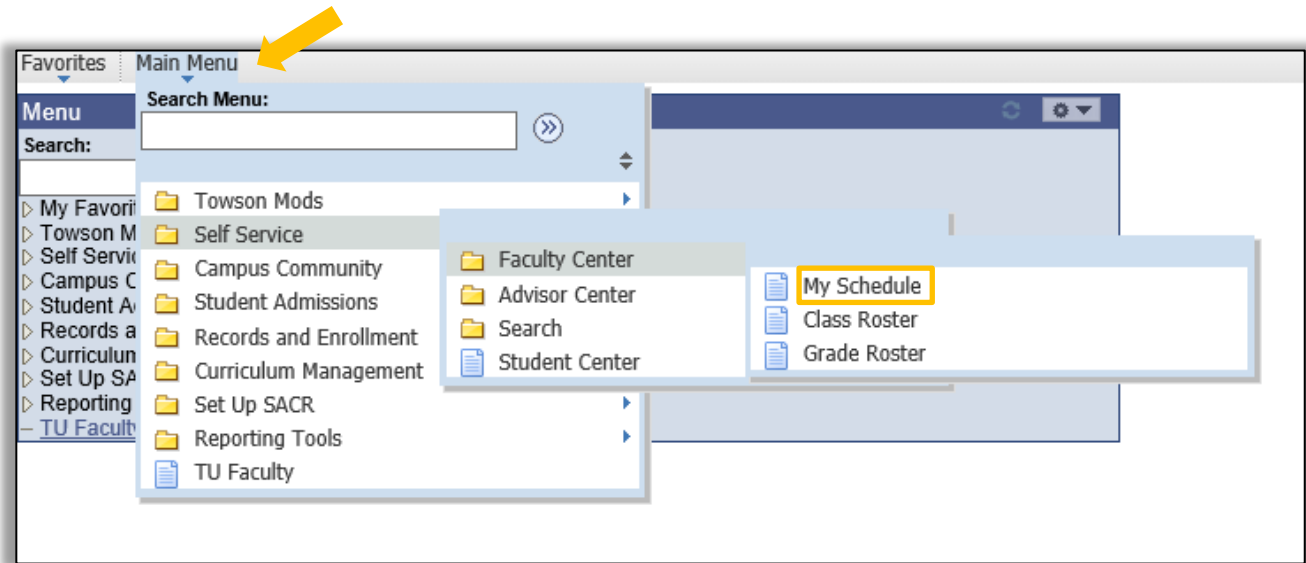 Favorites Main Menu
Menu
Search:
My Favorit
Towson M
Self Servic
Campus C
Student A
Records a
Curriculum
Set Up SA
Reporting
TU Facult
Search Menu:
Towson Mods
Self Service
Campus Community
Student Admissions
Records and Enrollment
Curriculum Management
Set Up SACR
Reporting Tools
TU Faculty
Faculty Center
Advisor Center
Search
Student Center
My Schedule
Class Roster
Grade Roster